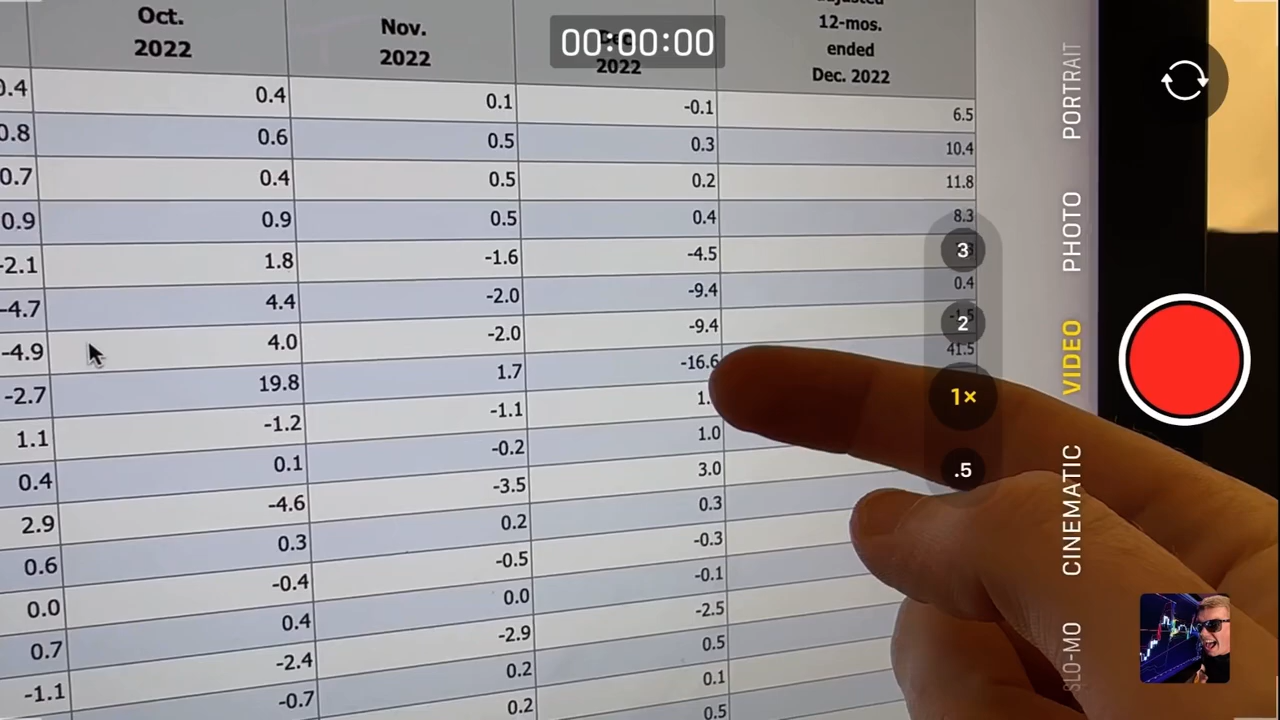 Oct.
2022
Nov.
2022
Dec
2022
00:00:00
12-mos.
ended
Dec. 2022
0.4 0.4 0.1 -0.1 6.5
0.8 0.6 0.5 0.3 10.4
0.7 0.4 0.5 0.2 11.8
0.9 0.9 0.5 0.4 8.3
-2.1 1.8 -1.6 -4.5
-4.7 4.4 -2.0 -9.4 0.4
-4.9 4.0 -2.0 -9.4 -1.5
-2.7 19.8 1.7 -16.6 41.5
1.1 -1.2 -1.1
0.4 0.1 -0.2 1.0
2.9 -4.6 -3.5 3.0
0.6 0.3 0.2 0.3
0.0 -0.4 -0.5 -0.3
0.7 0.4 0.0 -0.1
-1.1 -2.4 -2.9 -2.5
-0.7 0.2 0.5
0.2 0.1
0.5
3
2
1×
.5
PORTRAIT
PHOTO
VIDEO
CINEMATIC
SLO-MO